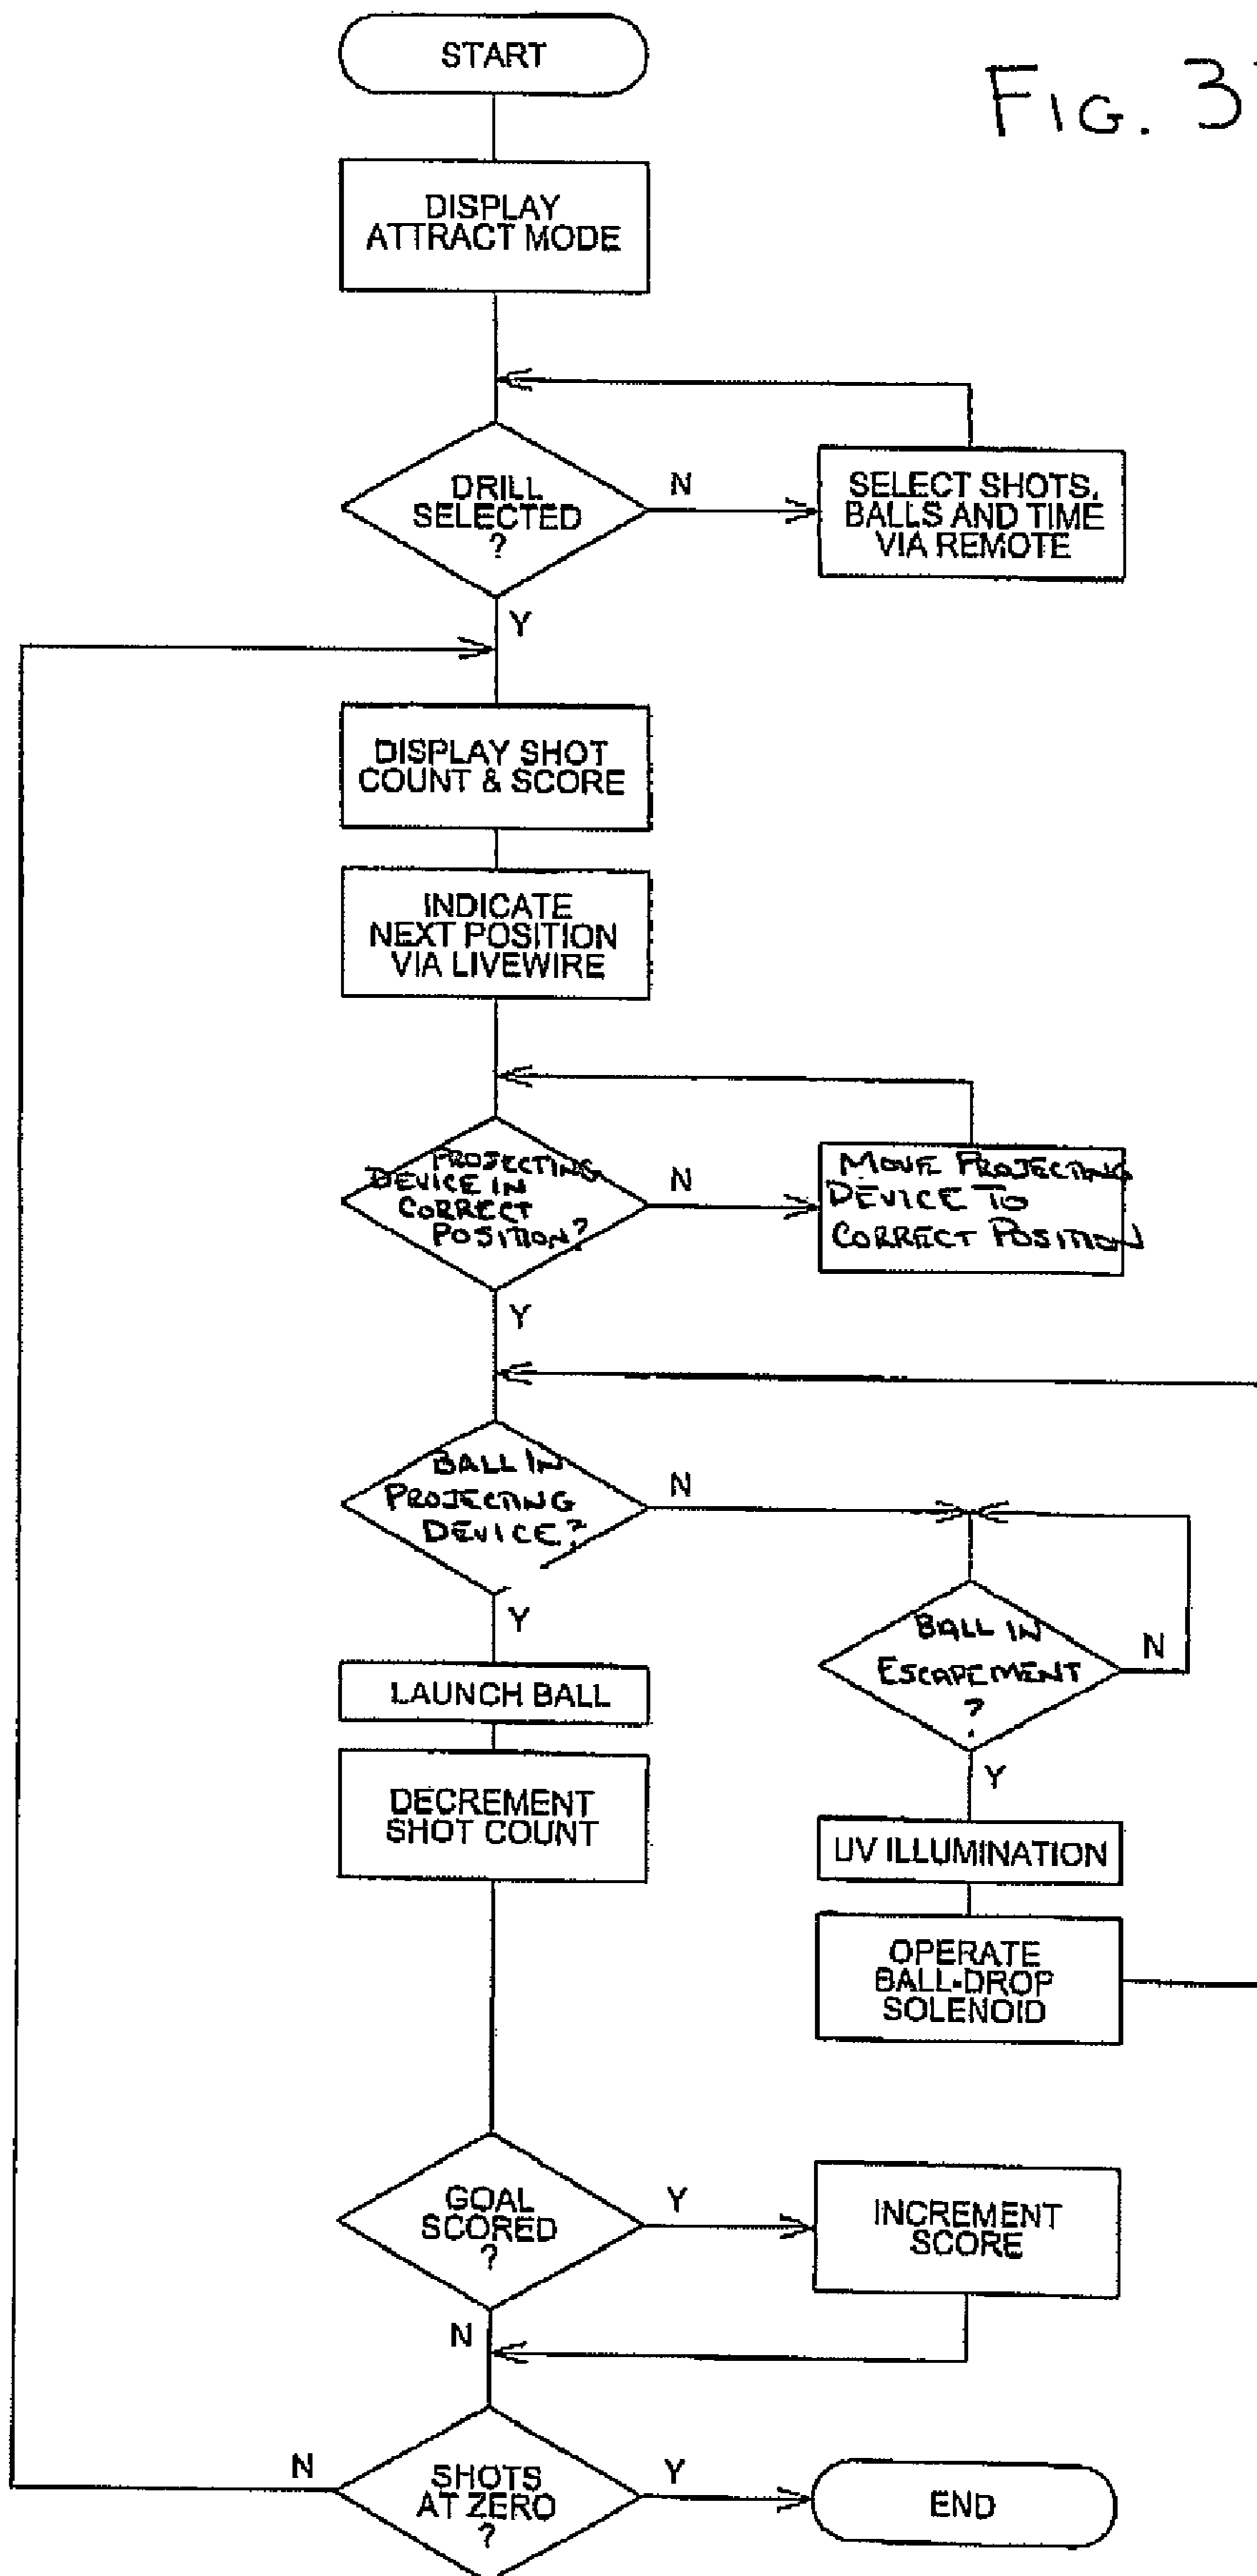 START
FIG. 3
DISPLAY
ATTRACT MODE
DRILL
SELECTED
?
N
SELECT SHOTS,
BALLS AND TIME
VIA REMOTE
Y
DISPLAY SHOT
COUNT & SCORE
INDICATE
NEXT POSITION
VIA LIVEWIRE
PROJECTING
DEVICE IN
CORRECT
POSITION?
N
MOVE PROJECTING
DEVICE TO
CORRECT POSITION
Y
BALL IN
PROJECTING
DEVICE?
N
Y
BALL IN
ESCAPEMENT
?
N
Y
LAUNCH BALL
DECREMENT
SHOT COUNT
UV ILLUMINATION
OPERATE
BALL-DROP
SOLENOID
GOAL
SCORED
?
Y
INCREMENT
SCORE
N
SHOTS
AT ZERO
?
N
Y
END